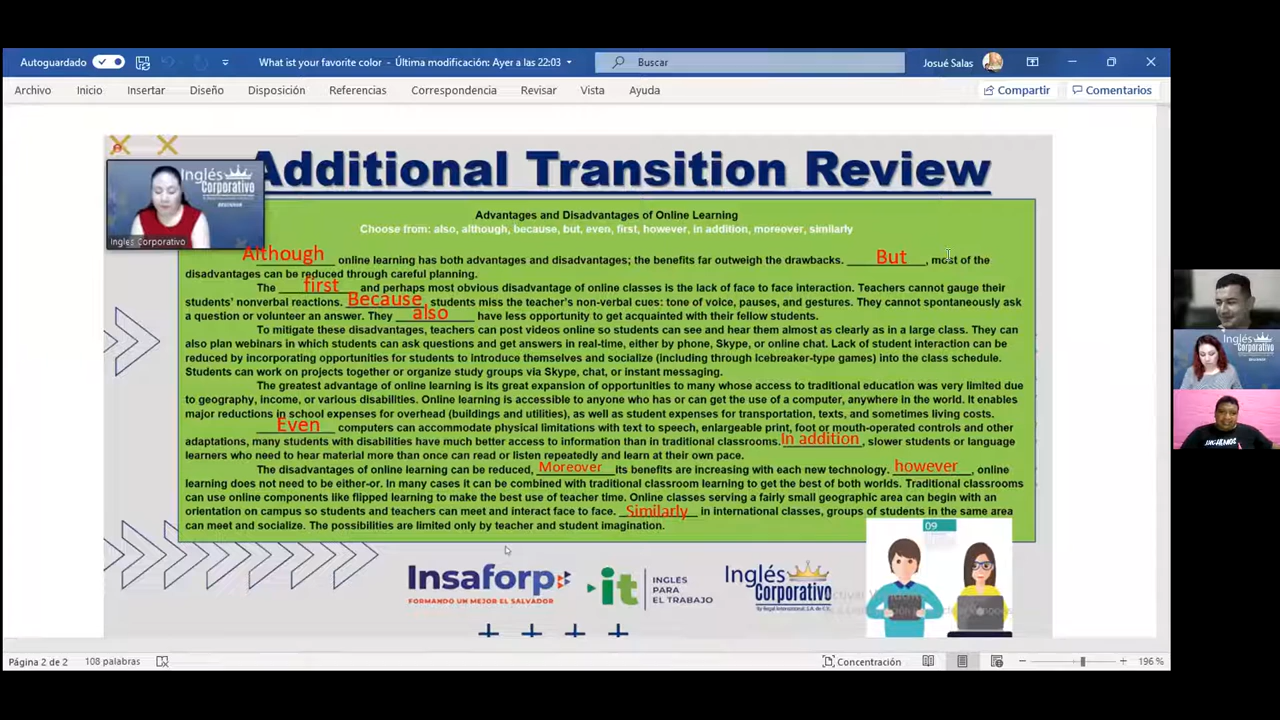 Autoguardado
What ist your favorite color - Última modificación: Ayer a las 22:03
Buscar
Josué Salas
Archivo Inicio Insertar Diseño Disposición Referencias Correspondencia Revisar Vista Ayuda
Compartir Comentarios
Additional Transition Review
Inglés
Corporativo
Ingles Corporativo
Advantages and Disadvantages of Online Learning
Choose from: also, although, because, but, even, first, however, in addition, moreover, similarly
Although online learning has both advantages and disadvantages; the benefits far outweigh the drawbacks. But, most of the
disadvantages can be reduced through careful planning.
The first and perhaps most obvious disadvantage of online classes is the lack of face to face interaction. Teachers cannot gauge their
students' nonverbal reactions. Because, students miss the teacher's non-verbal cues: tone of voice, pauses, and gestures. They cannot spontaneously ask
a question or volunteer an answer. They also have less opportunity to get acquainted with their fellow students.
To mitigate these disadvantages, teachers can post videos online so students can see and hear them almost as clearly as in a large class. They can
also plan webinars in which students can ask questions and get answers in real-time, either by phone, Skype, or online chat. Lack of student interaction can be
reduced by incorporating opportunities for students to introduce themselves and socialize (including through Icebreaker-type games) into the class schedule.
Students can work on projects together or organize study groups via Skype, chat, or instant messaging.
The greatest advantage of online learning is its great expansion of opportunities to many whose access to traditional education was very limited due
to geography, income, or various disabilities. Online learning is accessible to anyone who has or can get the use of a computer, anywhere in the world. It enables
major reductions in school expenses for overhead (buildings and utilities), as well as student expenses for transportation, texts, and sometimes living costs.
Even computers can accommodate physical limitations with text to speech, enlargeable print, foot or mouth-operated controls and other
adaptations, many students with disabilities have much better access to information than in traditional classrooms. In addition, slower students or language
learners who need to hear material more than once can read or listen repeatedly and learn at their own pace.
The disadvantages of online learning can be reduced, Moreover its benefits are increasing with each new technology. however, online
learning does not need to be either-or. In many cases it can be combined with traditional classroom learning to get the best of both worlds. Traditional classrooms
can use online components like flipped learning to make the best use of teacher time. Online classes serving a fairly small geographic area can begin with an
orientation on campus so students and teachers can meet and interact face to face. Similarly in international classes, groups of students in the same area
can meet and socialize. The possibilities are limited only by teacher and student imagination.
09
Insaforp
FORMANDO UN MEJOR EL SALVADOR
it
INGLÉS
PARA
EL TRABAJO
Inglés
Corporativo
Página 2 de 2 108 palabras
Concentración
196 %